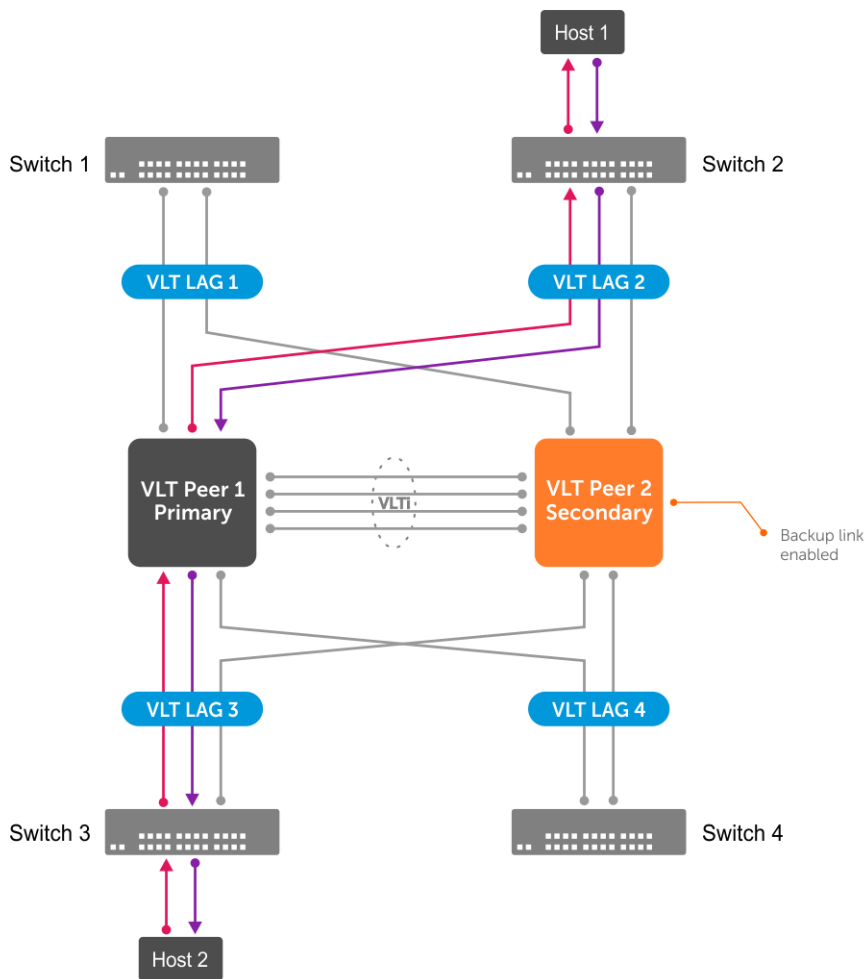 Host 1
Switch 1
Switch 2
VLT LAG 1
VLT LAG 2
VLT Peer 1
Primary
VLTi
VLT Peer 2
Secondary
Backup link
enabled
VLT LAG 3
VLT LAG 4
Switch 3
Switch 4
Host 2